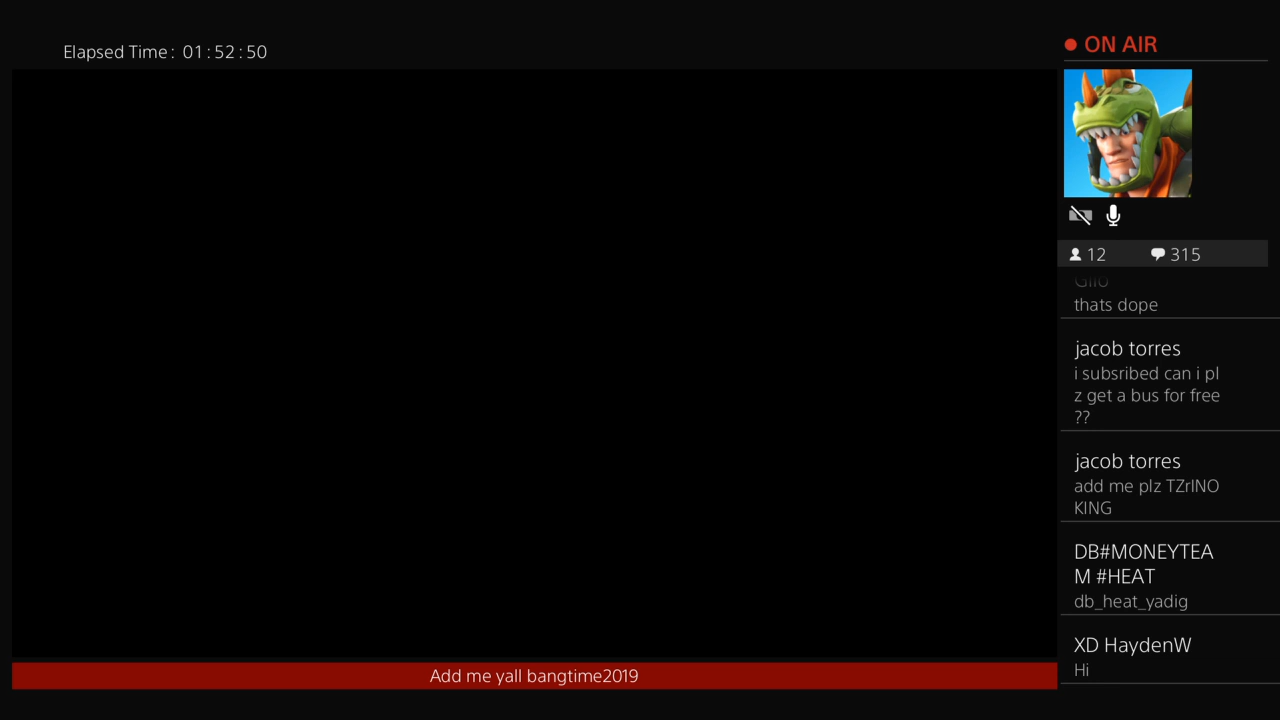 Elapsed Time: 01:52:50
ON AIR
12 315
thats dope
jacob torres
i subsribed can i pl
z get a bus for free
??
jacob torres
add me plz TZrINO
KING
DB#MONEYTEA
M #HEAT
db_heat_yadig
XD HaydenW
Hi
Add me yall bangtime2019